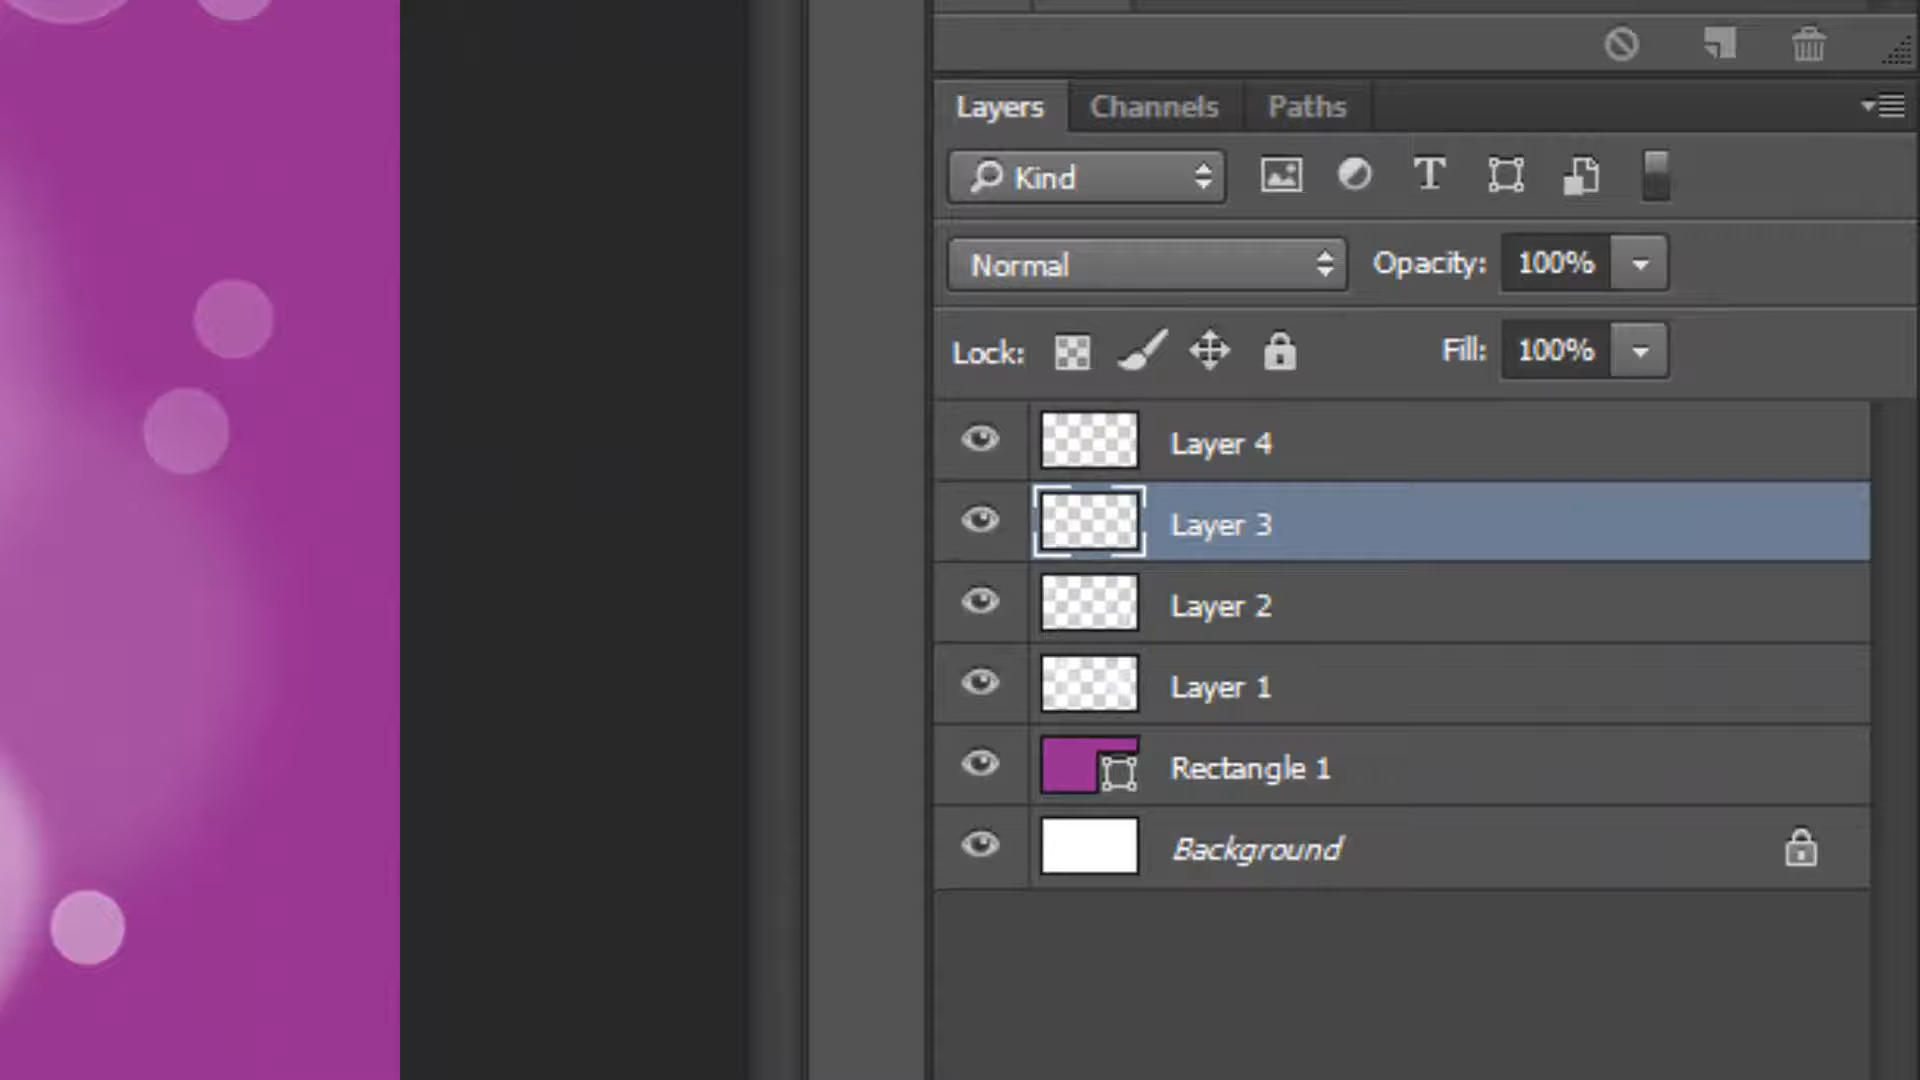 Layers Channels Paths
Kind
Normal Opacity: 100%
Lock: Fill: 100%
Layer 4
Layer 3
Layer 2
Layer 1
Rectangle 1
Background